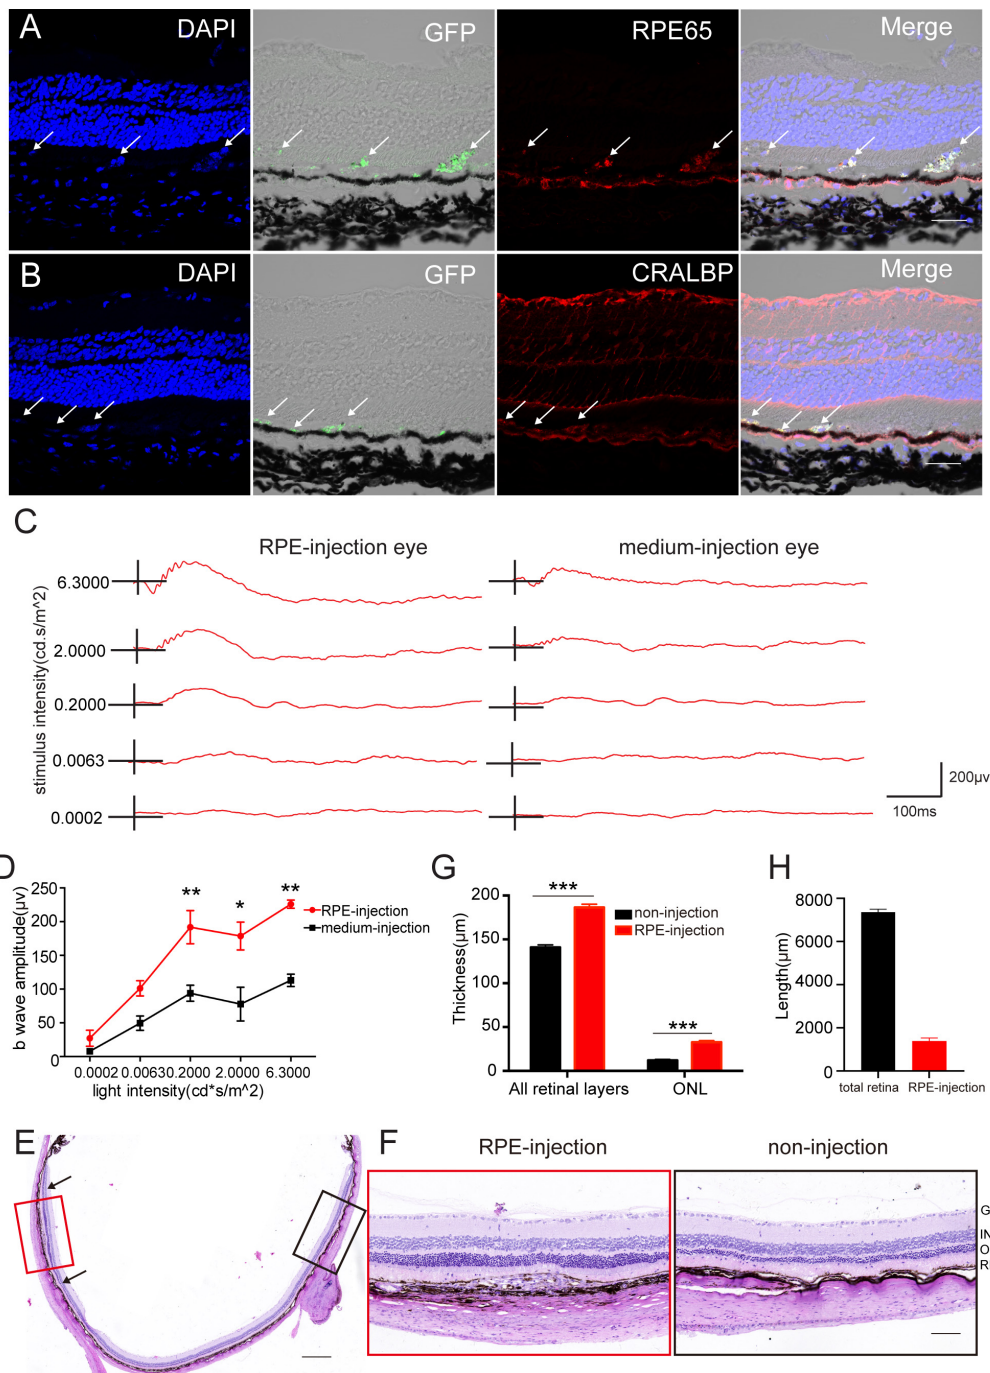 A DAPI GFP RPE65 Merge
B DAPI GFP CRALBP Merge
C
RPE-injection eye medium-injection eye
stimulus intensity(cd.s/m^2)
6.3000
2.0000
0.2000
0.0063
0.0002
200μv
100ms
D
b wave amplitude(μv)
250
200
150
100
50
0
** * **
RPE-injection
medium-injection
0.0002 0.0063 0.2000 2.0000 6.3000
light intensity(cd*s/m^2)
G
Thickness(μm)
200
150
100
50
0
***
***
non-injection
RPE-injection
All retinal layers ONL
H
Length(μm)
8000
6000
4000
2000
0
total retina RPE-injection
E
F RPE-injection non-injection
G
IN
O
R